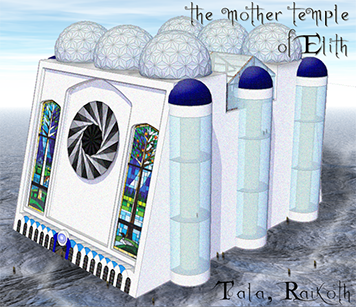 the mother temple
of Elith
Tala, Raikoth